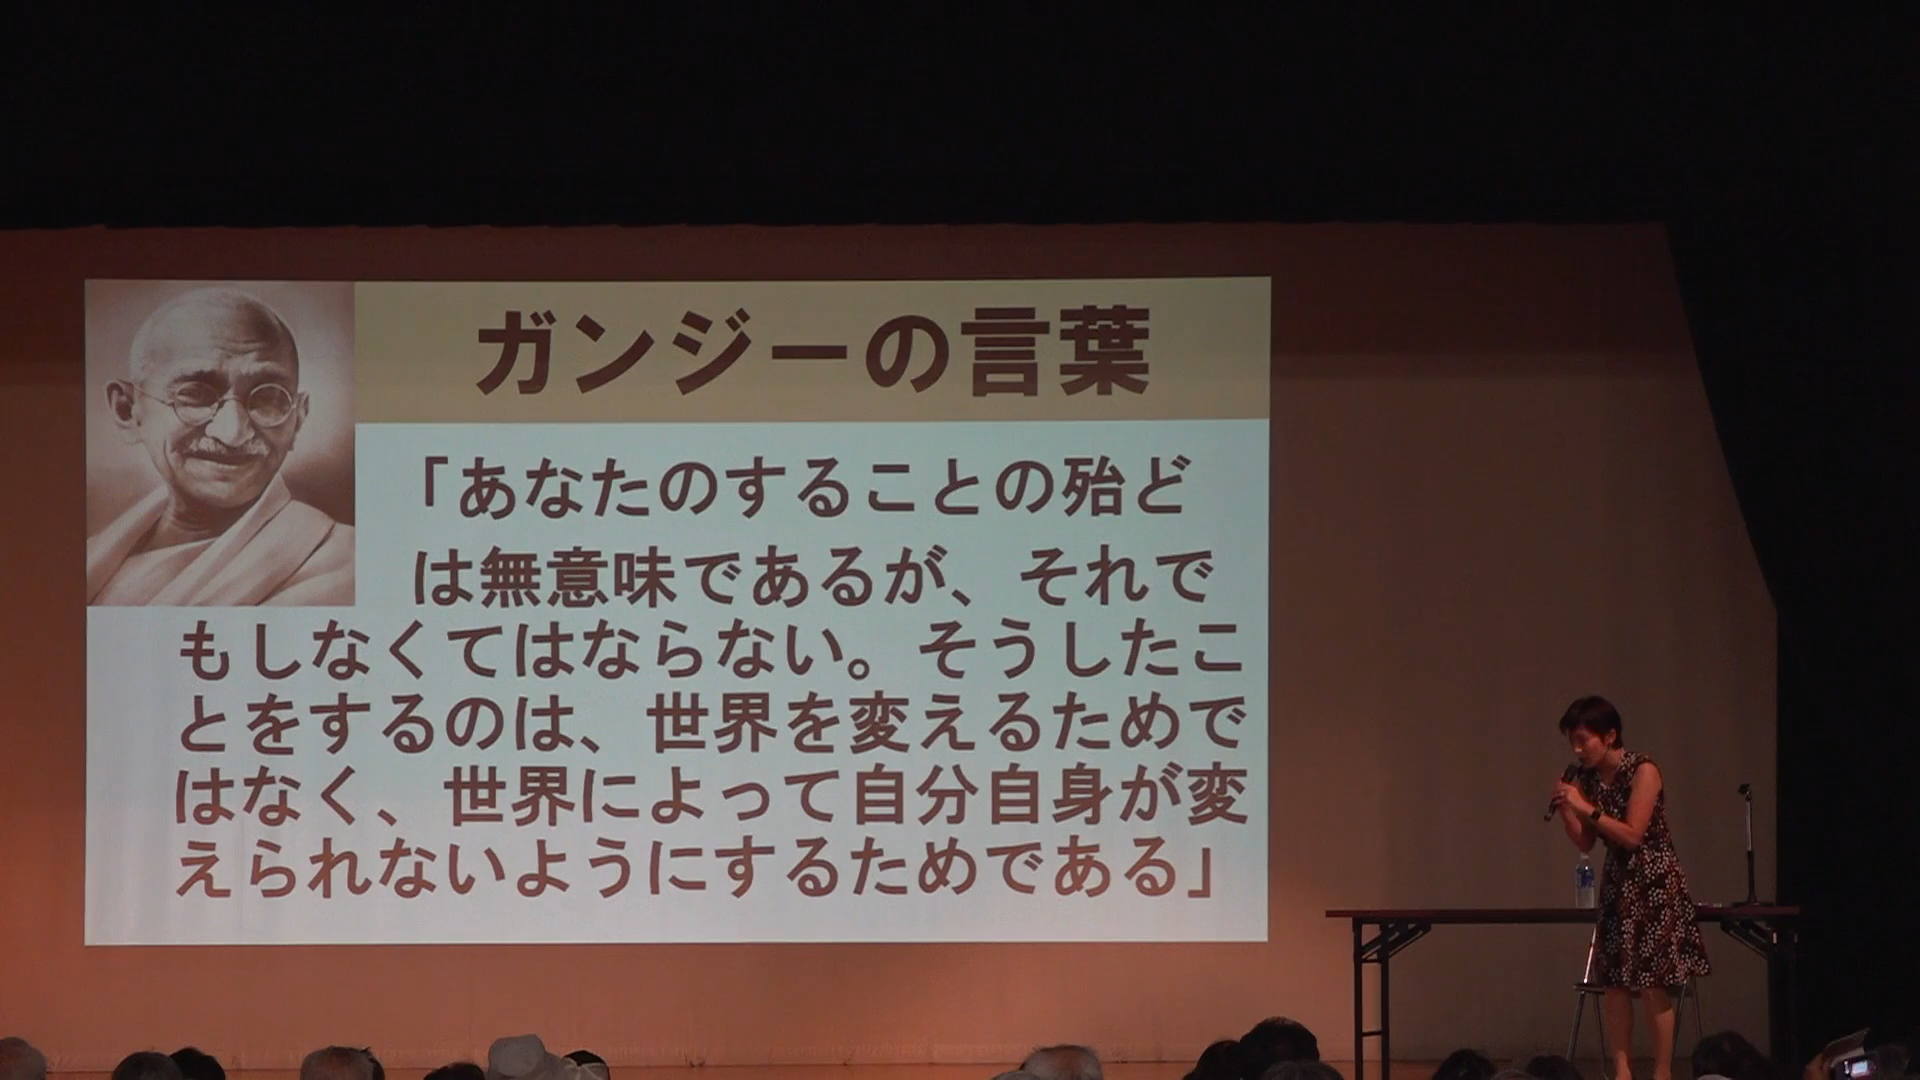 ガンジーの言葉
「あなたのすることの殆ど
は無意味であるが、それで
もしなくてはならない。そうしたこ
とをするのは、世界を変えるためで
はなく、世界によって自分自身が変
えられないようにするためである」